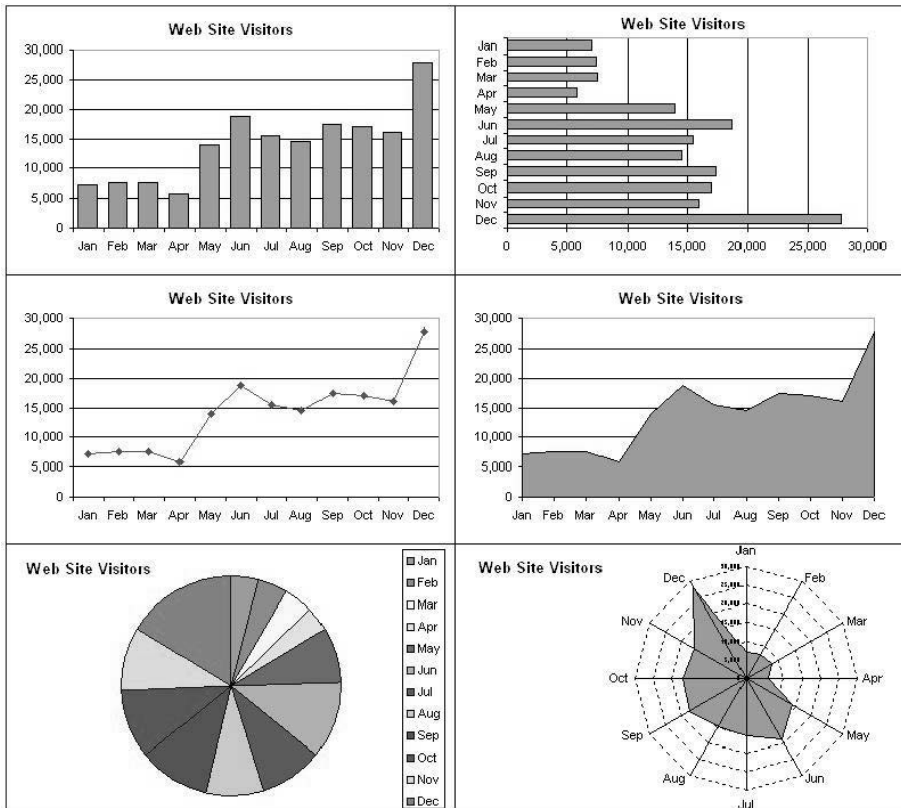 Web Site Visitors
30,000
25,000
20,000
15,000
10,000
5,000
0
Jan Feb Mar Apr May Jun Jul Aug Sep Oct Nov Dec
Web Site Visitors
Jan
Feb
Mar
Apr
May
Jun
Jul
Aug
Sep
Oct
Nov
Dec
0 5,000 10,000 15,000 20,000 25,000 30,000
Web Site Visitors
30,000
25,000
20,000
15,000
10,000
5,000
0
Jan Feb Mar Apr May Jun Jul Aug Sep Oct Nov Dec
Web Site Visitors
30,000
25,000
20,000
15,000
10,000
5,000
0
Jan Feb Mar Apr May Jun Jul Aug Sep Oct Nov Dec
Web Site Visitors
Jan
Feb
Mar
Apr
May
Jun
Jul
Aug
Sep
Oct
Nov
Dec
Web Site Visitors
Jan
Feb
Mar
Apr
May
Jun
Jul
Aug
Sep
Oct
Nov
Dec